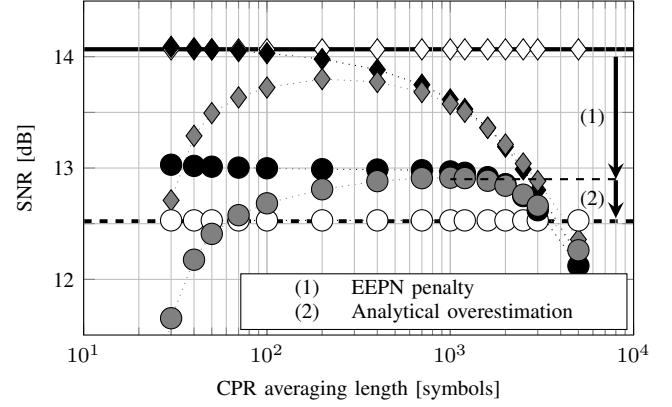 14
(1)
13
SNR [dB]
(2)
12
(1) EEPN penalty
(2) Analytical overestimation
10^1
10^2
10^3
10^4
CPR averaging length [symbols]